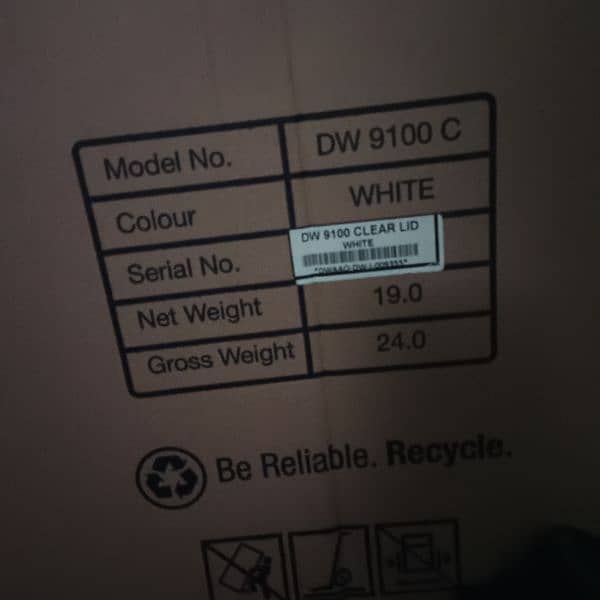 Model No. DW 9100 C
Colour WHITE
Serial No. DW 9100 CLEAR LID
WHITE
Net Weight 19.0
Gross Weight 24.0
Be Reliable. Recycle.